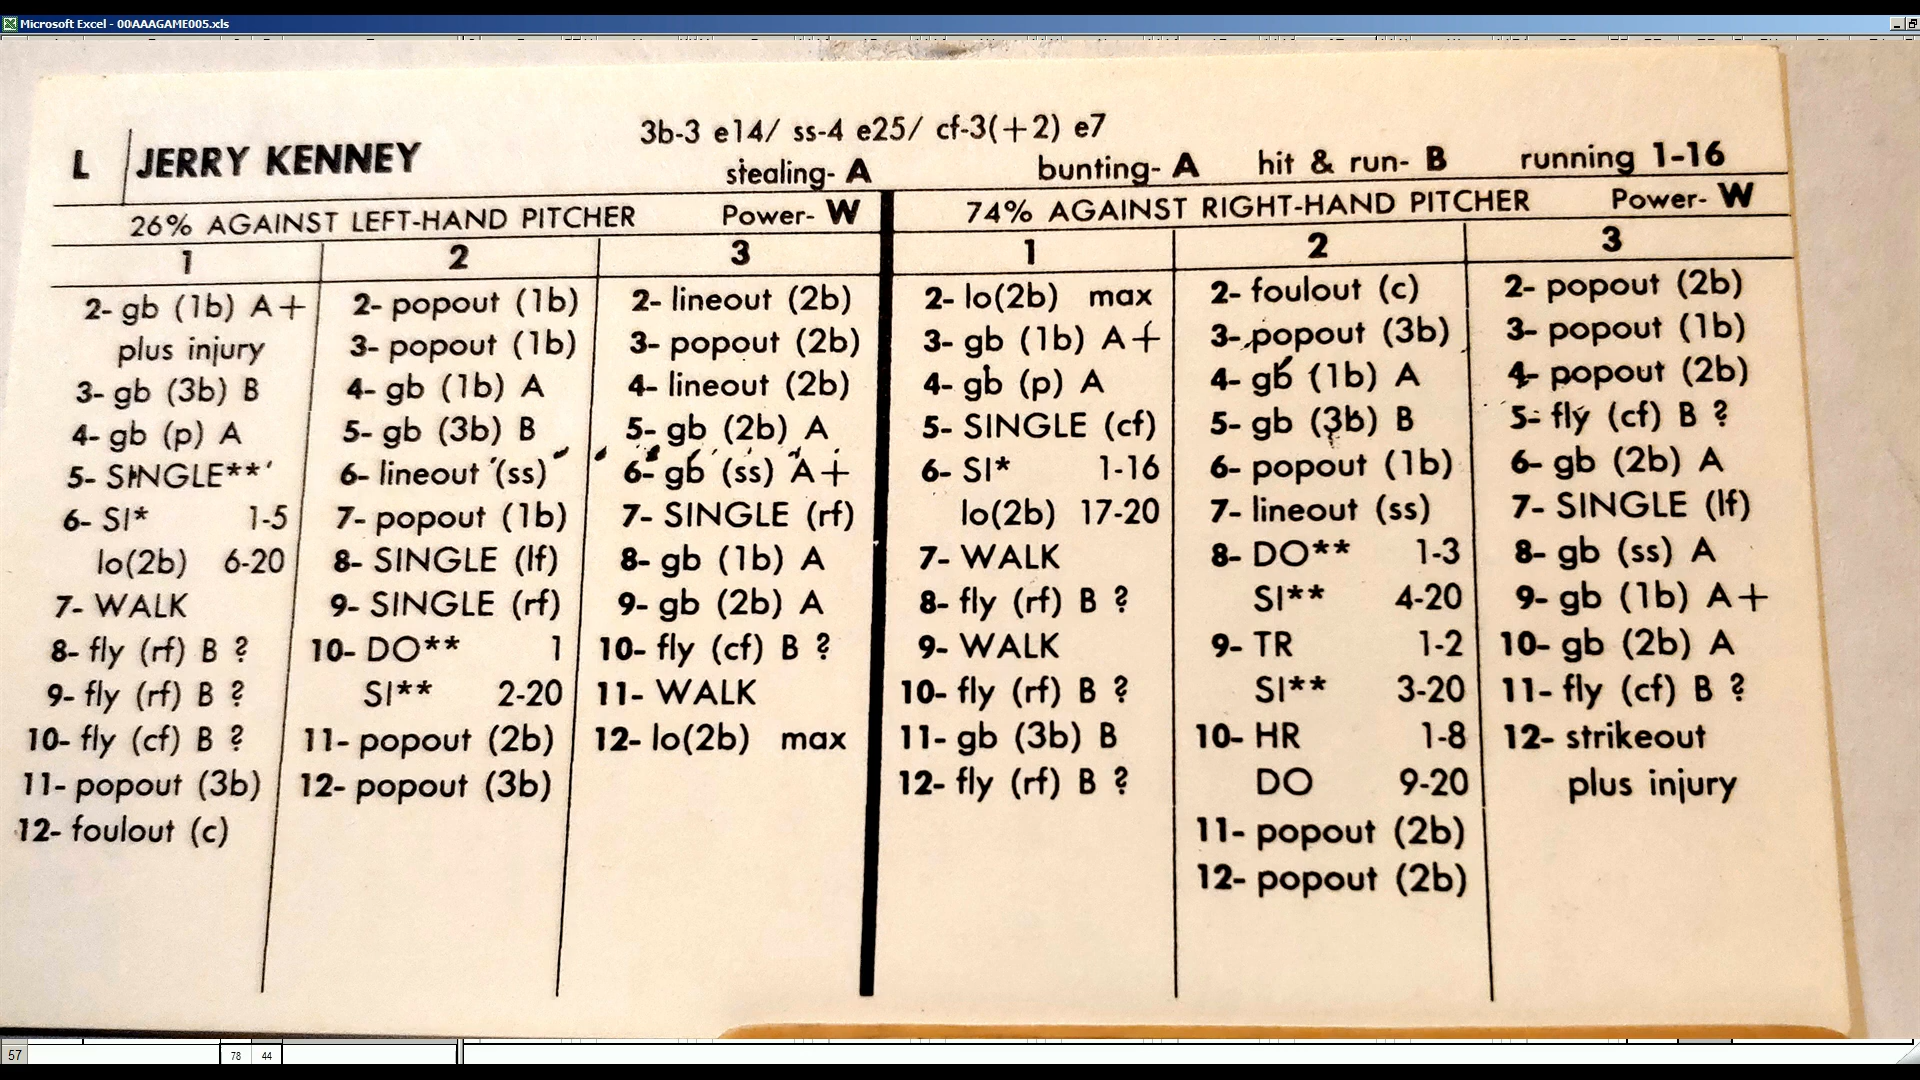 Microsoft Excel - 00AAAGAME005.xls
3b-3 e14/ ss-4 e25/ cf-3(+2) e7
L JERRY KENNEY
stealing- A bunting- A hit & run- B running 1-16
26% AGAINST LEFT-HAND PITCHER Power- W
1 2 3
2- gb (1b) A+
plus injury
3- gb (3b) B
4- gb (p) A
5- SINGLE**
6- SI* 1-5
lo(2b) 6-20
7- WALK
8- fly (rf) B ?
9- fly (rf) B ?
10- fly (cf) B ?
11- popout (3b)
12- foulout (c)
2- popout (1b)
3- popout (1b)
4- gb (1b) A
5- gb (3b) B
6- lineout (ss)
7- popout (1b)
8- SINGLE (lf)
9- SINGLE (rf)
10- DO** 1
SI** 2-20
11- popout (2b)
12- popout (3b)
2- lineout (2b)
3- popout (2b)
4- lineout (2b)
5- gb (2b) A
6- gb (ss) A+
7- SINGLE (rf)
8- gb (1b) A
9- gb (2b) A
10- fly (cf) B ?
11- WALK
12- lo(2b) max
74% AGAINST RIGHT-HAND PITCHER Power- W
1 2 3
2- lo(2b) max
3- gb (1b) A+
4- gb (p) A
5- SINGLE (cf)
6- SI* 1-16
lo(2b) 17-20
7- WALK
8- fly (rf) B ?
9- WALK
10- fly (rf) B ?
11- gb (3b) B
12- fly (rf) B ?
2- foulout (c)
3- popout (3b)
4- gb (1b) A
5- gb (3b) B
6- popout (1b)
7- lineout (ss)
8- DO** 1-3
SI** 4-20
9- TR 1-2
SI** 3-20
10- HR 1-8
DO 9-20
11- popout (2b)
12- popout (2b)
2- popout (2b)
3- popout (1b)
4- popout (2b)
5- fly (cf) B ?
6- gb (2b) A
7- SINGLE (lf)
8- gb (ss) A
9- gb (1b) A+
10- gb (2b) A
11- fly (cf) B ?
12- strikeout
plus injury
57 78 44